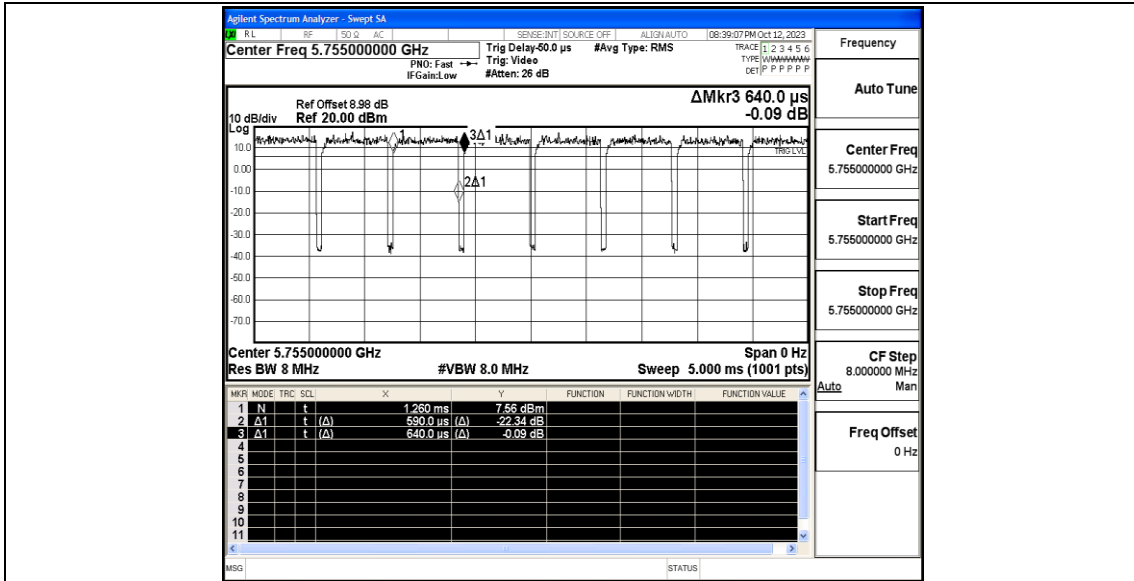 Agilent Spectrum Analyzer - Swept SA
LXI RL RF 50 Ω AC SENSE:INT SOURCE OFF ALIGNAUTO 08:39:07 PM Oct 12, 2023
Center Freq 5.755000000 GHz Trig Delay-50.0 µs #Avg Type: RMS TRACE 1 2 3 4 5 6
PNO: Fast Trig: Video TYPE WWWWWW
IFGain:Low #Atten: 26 dB DET P P P P P P
ΔMkr3 640.0 µs
-0.09 dB
Ref Offset 8.98 dB
10 dB/div Ref 20.00 dBm
Log
10.0
0.00
-10.0
-20.0
-30.0
-40.0
-50.0
-60.0
-70.0
1
3Δ1
2Δ1
TRIG LVL
Center 5.755000000 GHz Span 0 Hz
Res BW 8 MHz #VBW 8.0 MHz Sweep 5.000 ms (1001 pts)
MKR MODE TRC SCL X Y FUNCTION FUNCTION WIDTH FUNCTION VALUE
1 N t 1.260 ms 7.56 dBm
2 Δ1 t (Δ) 590.0 µs (Δ) -22.34 dB
3 Δ1 t (Δ) 640.0 µs (Δ) -0.09 dB
4
5
6
7
8
9
10
11
MSG STATUS
Frequency
Auto Tune
Center Freq
5.755000000 GHz
Start Freq
5.755000000 GHz
Stop Freq
5.755000000 GHz
CF Step
8.000000 MHz
Auto Man
Freq Offset
0 Hz